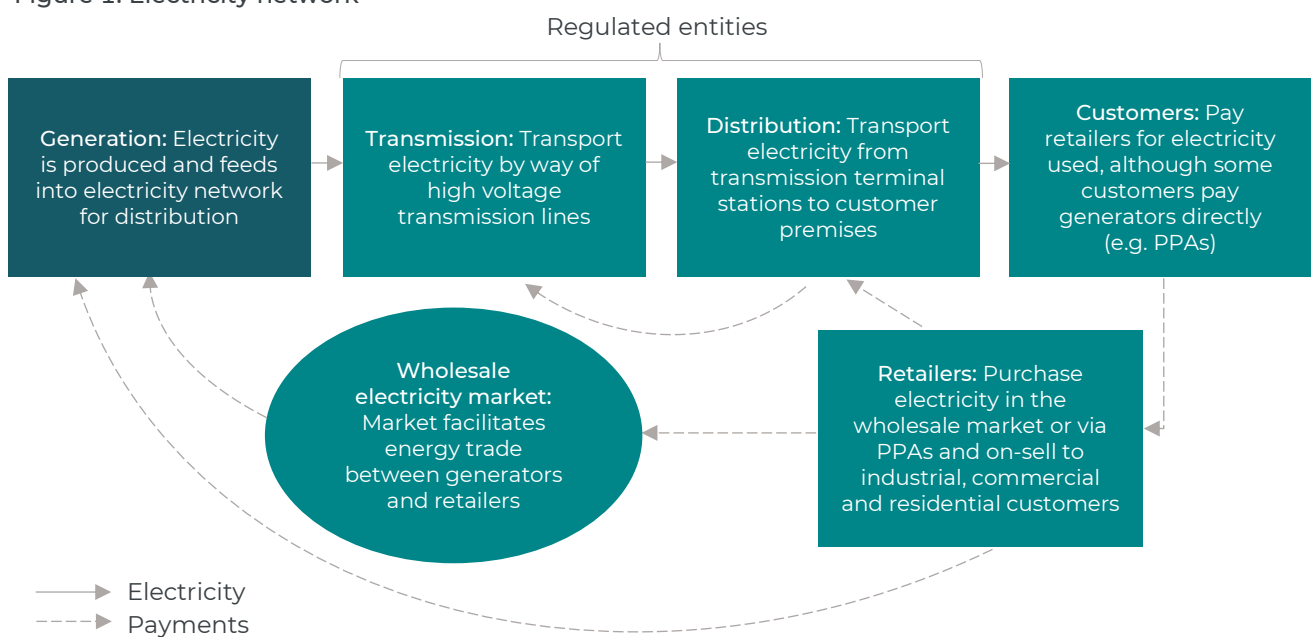 Figure 1: Electricity network
Regulated entities
Generation: Electricity
is produced and feeds
into electricity network
for distribution
Transmission: Transport
electricity by way of
high voltage
transmission lines
Distribution: Transport
electricity from
transmission terminal
stations to customer
premises
Customers: Pay
retailers for electricity
used, although some
customers pay
generators directly
(e.g. PPAs)
Wholesale
electricity market:
Market facilitates
energy trade
between generators
and retailers
Retailers: Purchase
electricity in the
wholesale market or via
PPAs and on-sell to
industrial, commercial
and residential customers
Electricity
Payments